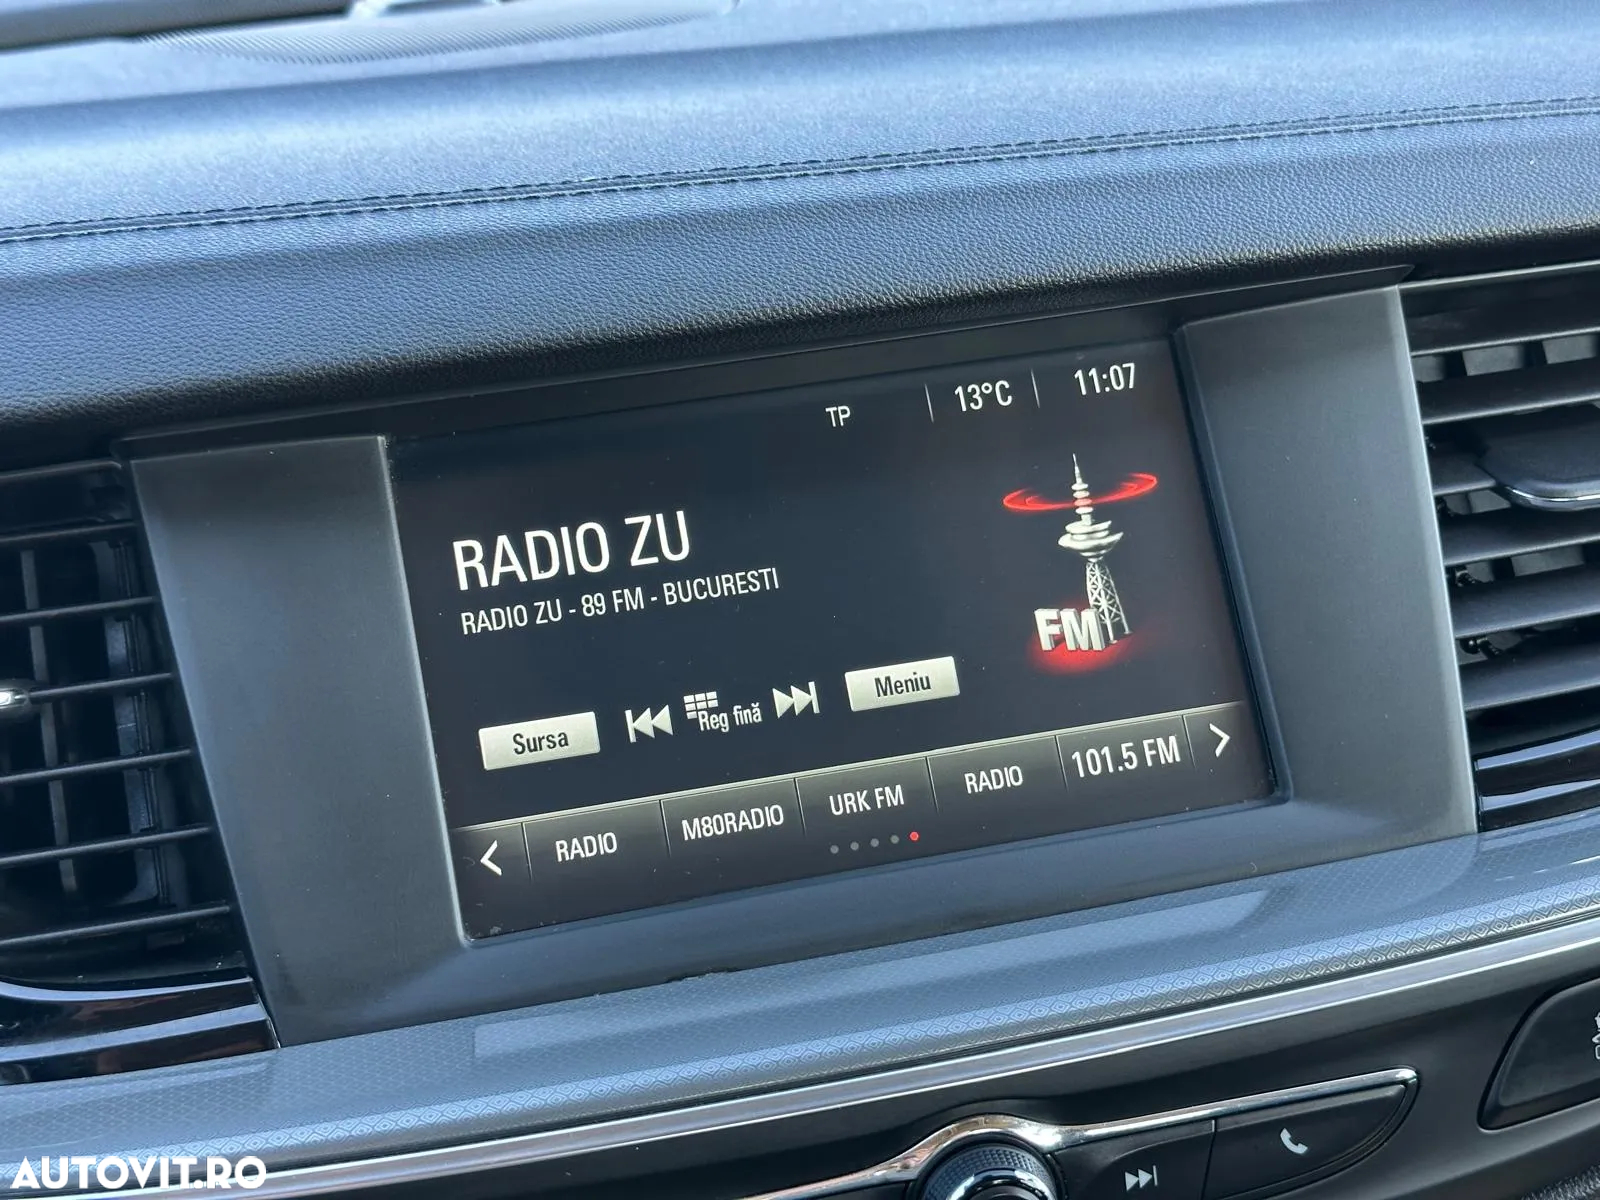 TP
13°C
11:07
RADIO ZU
RADIO ZU - 89 FM - BUCURESTI
FM
Sursa
Reg fină
Meniu
RADIO
M80RADIO
URK FM
RADIO
101.5 FM
AUTOVIT.RO